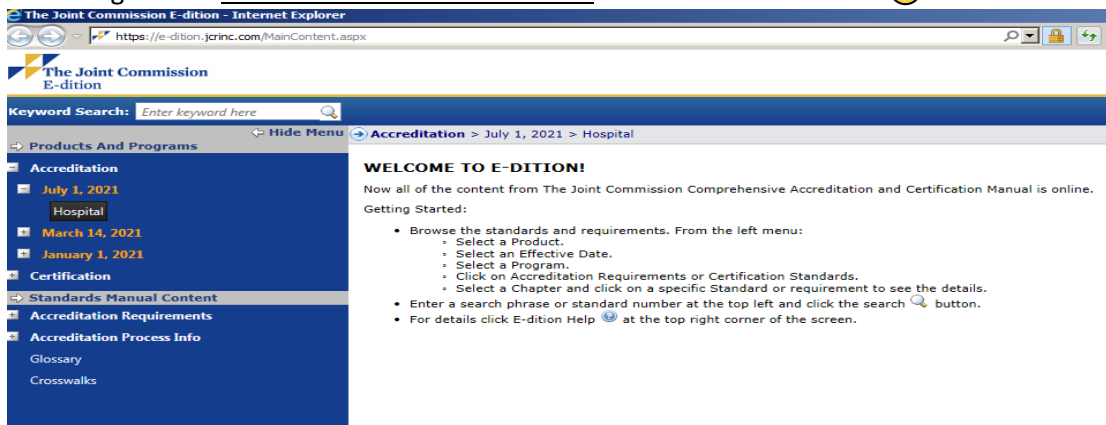 The Joint Commission E-dition - Internet Explorer
https://e-dition.jcrinc.com/MainContent.aspx
The Joint Commission
E-dition
Keyword Search: Enter keyword here
Hide Menu
Products And Programs
Accreditation
July 1, 2021
Hospital
March 14, 2021
January 1, 2021
Certification
Standards Manual Content
Accreditation Requirements
Accreditation Process Info
Glossary
Crosswalks
Accreditation > July 1, 2021 > Hospital
WELCOME TO E-DITION!
Now all of the content from The Joint Commission Comprehensive Accreditation and Certification Manual is online.
Getting Started:
• Browse the standards and requirements. From the left menu:
◦ Select a Product.
◦ Select an Effective Date.
◦ Select a Program.
◦ Click on Accreditation Requirements or Certification Standards.
◦ Select a Chapter and click on a specific Standard or requirement to see the details.
• Enter a search phrase or standard number at the top left and click the search button.
• For details click E-dition Help at the top right corner of the screen.